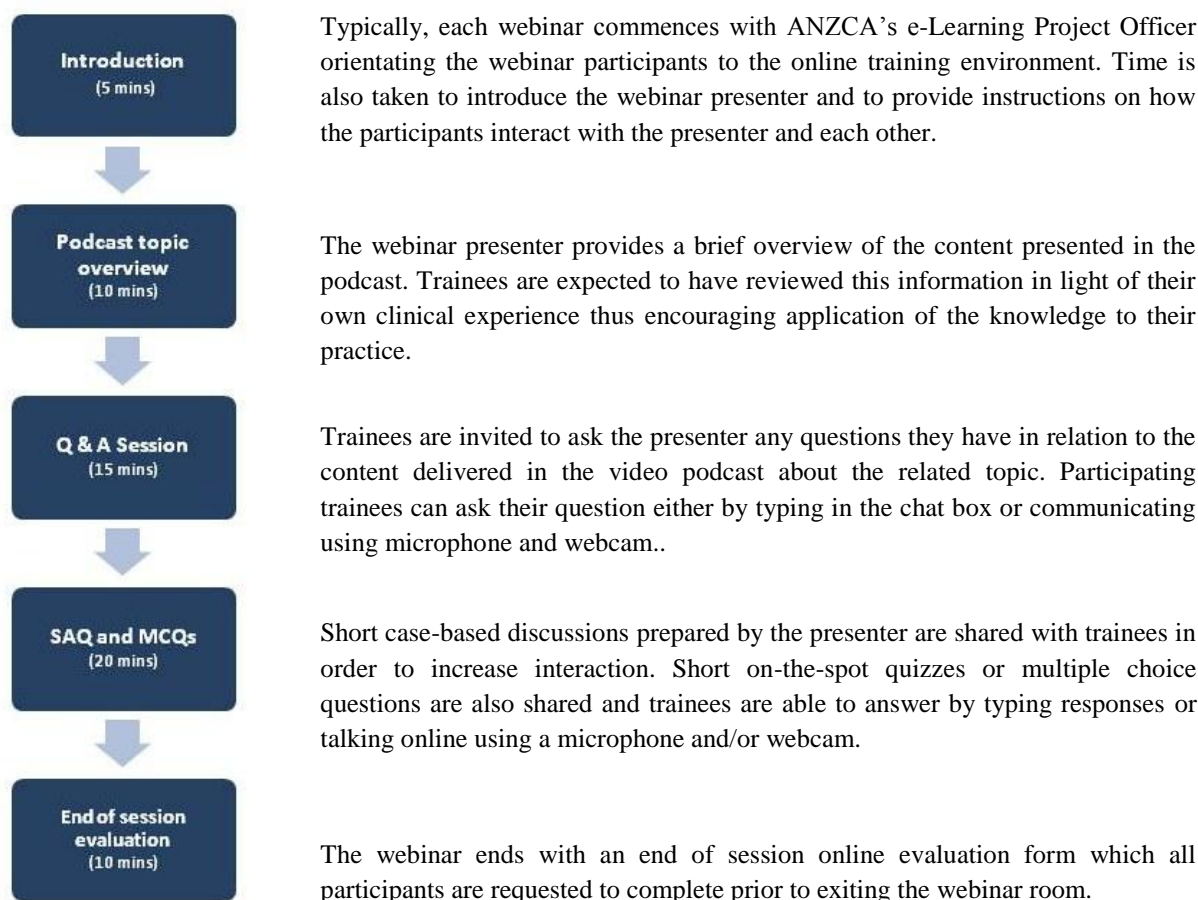 Introduction
(5 mins)
Typically, each webinar commences with ANZCA’s e-Learning Project Officer
orientating the webinar participants to the online training environment. Time is
also taken to introduce the webinar presenter and to provide instructions on how
the participants interact with the presenter and each other.
Podcast topic
overview
(10 mins)
The webinar presenter provides a brief overview of the content presented in the
podcast. Trainees are expected to have reviewed this information in light of their
own clinical experience thus encouraging application of the knowledge to their
practice.
Q & A Session
(15 mins)
Trainees are invited to ask the presenter any questions they have in relation to the
content delivered in the video podcast about the related topic. Participating
trainees can ask their question either by typing in the chat box or communicating
using microphone and webcam..
SAQ and MCQs
(20 mins)
Short case-based discussions prepared by the presenter are shared with trainees in
order to increase interaction. Short on-the-spot quizzes or multiple choice
questions are also shared and trainees are able to answer by typing responses or
talking online using a microphone and/or webcam.
End of session
evaluation
(10 mins)
The webinar ends with an end of session online evaluation form which all
participants are requested to complete prior to exiting the webinar room.